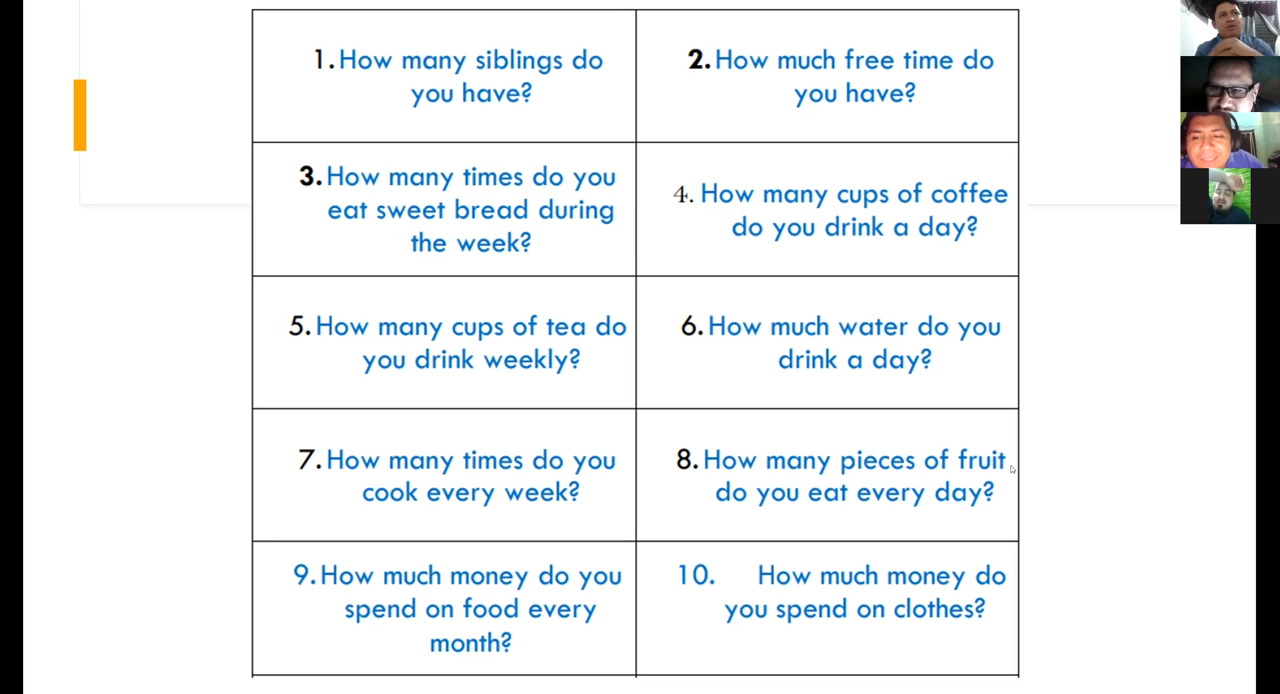 1. How many siblings do
you have?
2. How much free time do
you have?
3. How many times do you
eat sweet bread during
the week?
4. How many cups of coffee
do you drink a day?
5. How many cups of tea do
you drink weekly?
6. How much water do you
drink a day?
7. How many times do you
cook every week?
8. How many pieces of fruit
do you eat every day?
9. How much money do you
spend on food every
month?
10. How much money do
you spend on clothes?